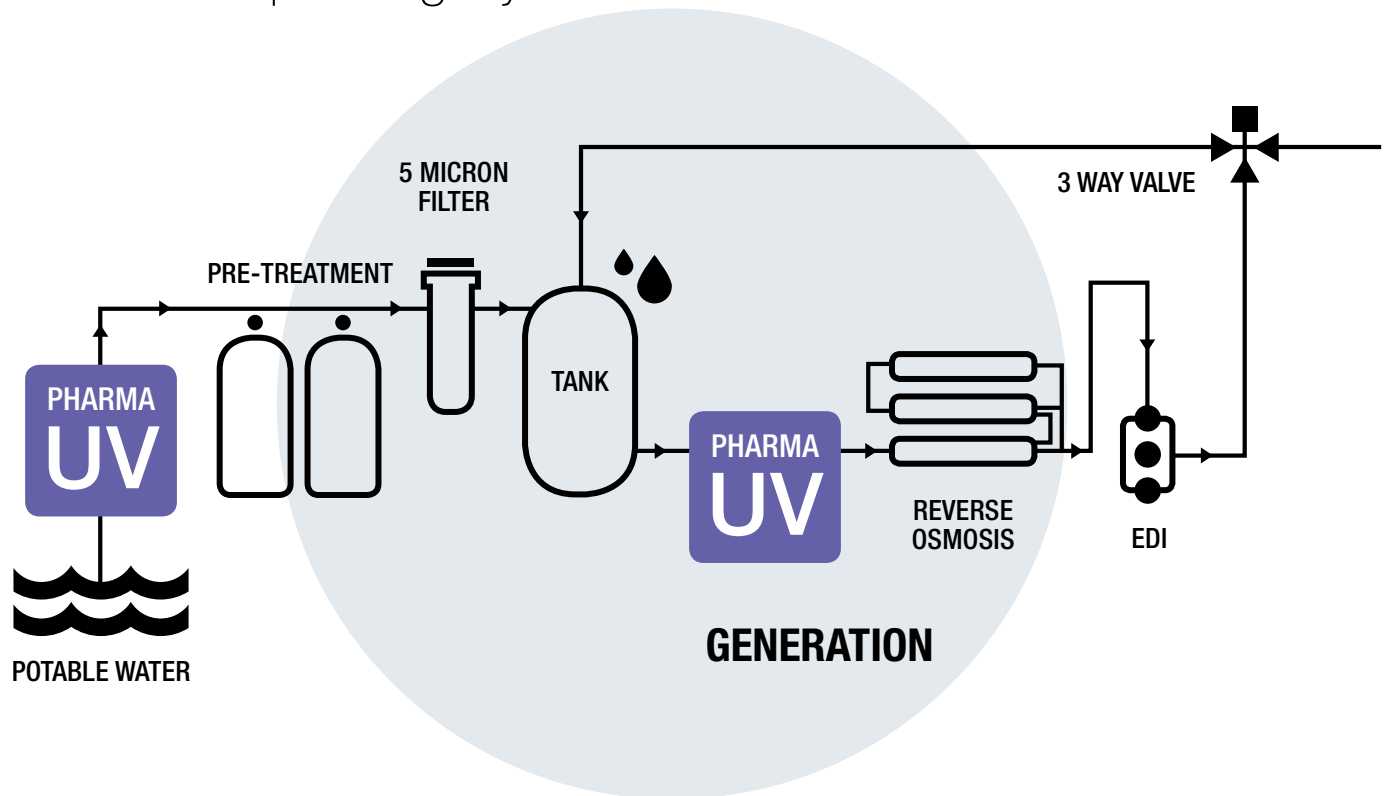 5 MICRON
FILTER
3 WAY VALVE
PRE-TREATMENT
PHARMA
UV
TANK
PHARMA
UV
REVERSE
OSMOSIS
EDI
GENERATION
POTABLE WATER